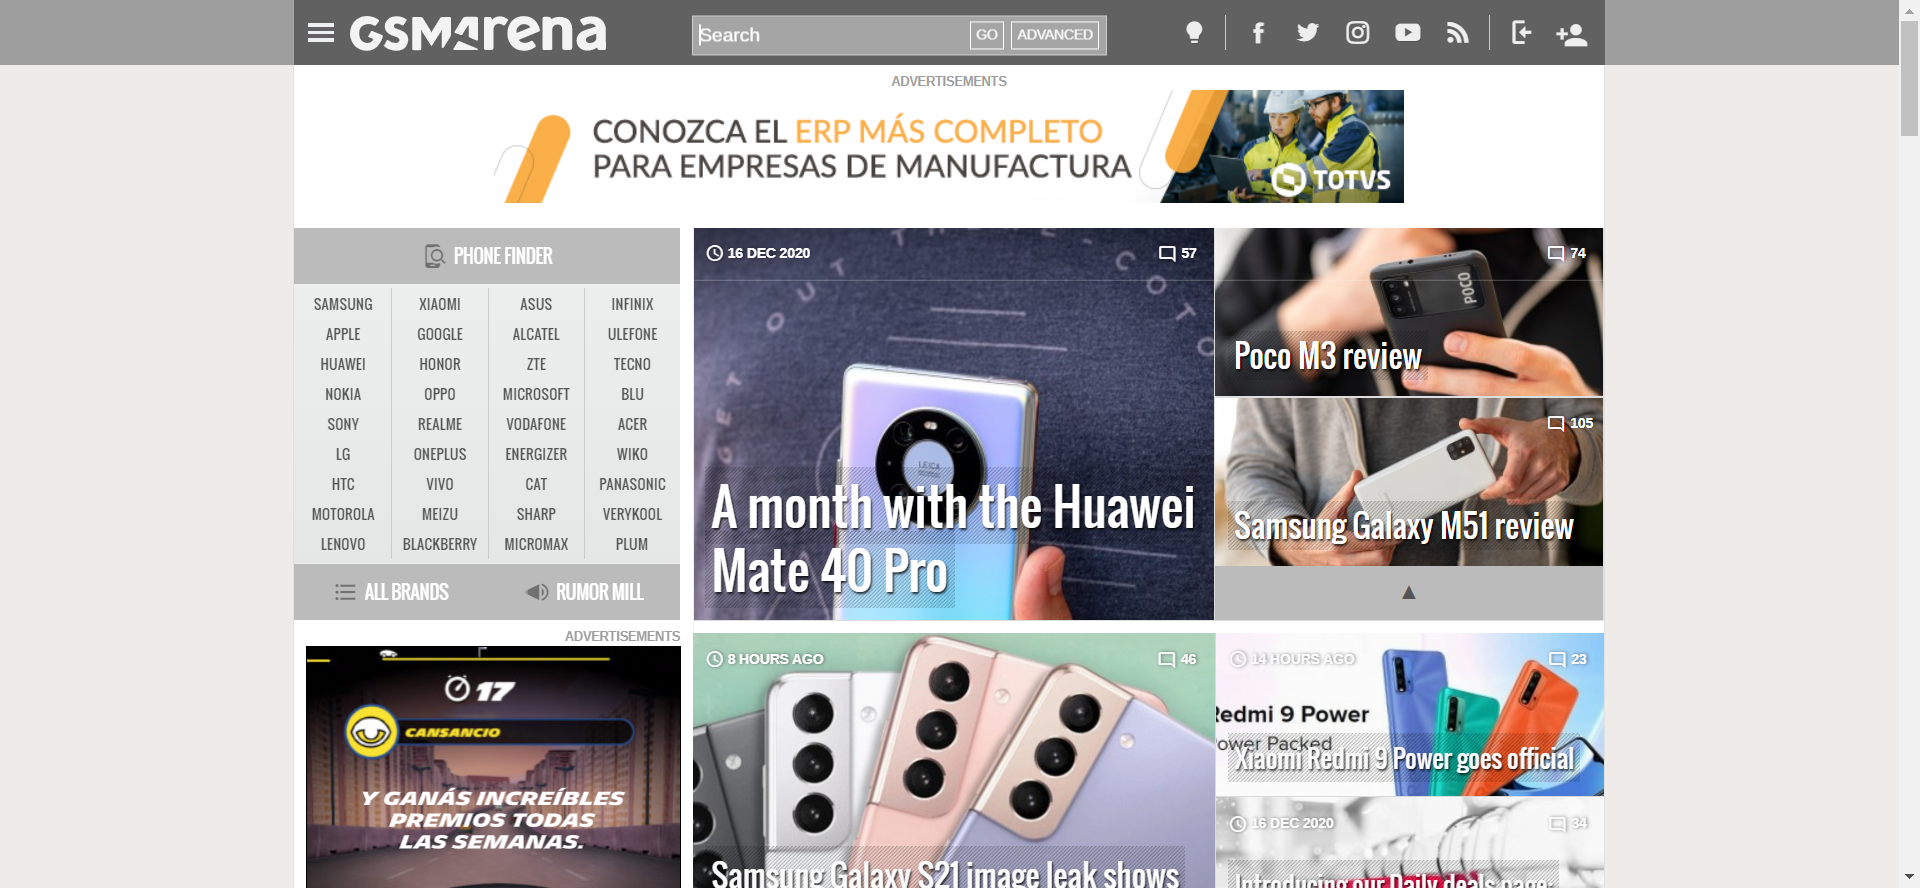 GSMArena
Search
GO
ADVANCED
ADVERTISEMENTS
CONOZCA EL ERP MÁS COMPLETO
PARA EMPRESAS DE MANUFACTURA
TOTVS
PHONE FINDER
SAMSUNG XIAOMI ASUS INFINIX
APPLE GOOGLE ALCATEL ULEFONE
HUAWEI HONOR ZTE TECNO
NOKIA OPPO MICROSOFT BLU
SONY REALME VODAFONE ACER
LG ONEPLUS ENERGIZER WIKO
HTC VIVO CAT PANASONIC
MOTOROLA MEIZU SHARP VERYKOOL
LENOVO BLACKBERRY MICROMAX PLUM
ALL BRANDS
RUMOR MILL
16 DEC 2020
57
LEICA
A month with the Huawei
Mate 40 Pro
74
POCO
Poco M3 review
105
Samsung Galaxy M51 review
ADVERTISEMENTS
17
CANSANCIO
Y GANÁS INCREÍBLES
PREMIOS TODAS
LAS SEMANAS.
8 HOURS AGO
46
Samsung Galaxy S21 image leak shows
14 HOURS AGO
23
Redmi 9 Power
ower Packed
Xiaomi Redmi 9 Power goes official
16 DEC 2020
34
Introducing our Daily deals page: